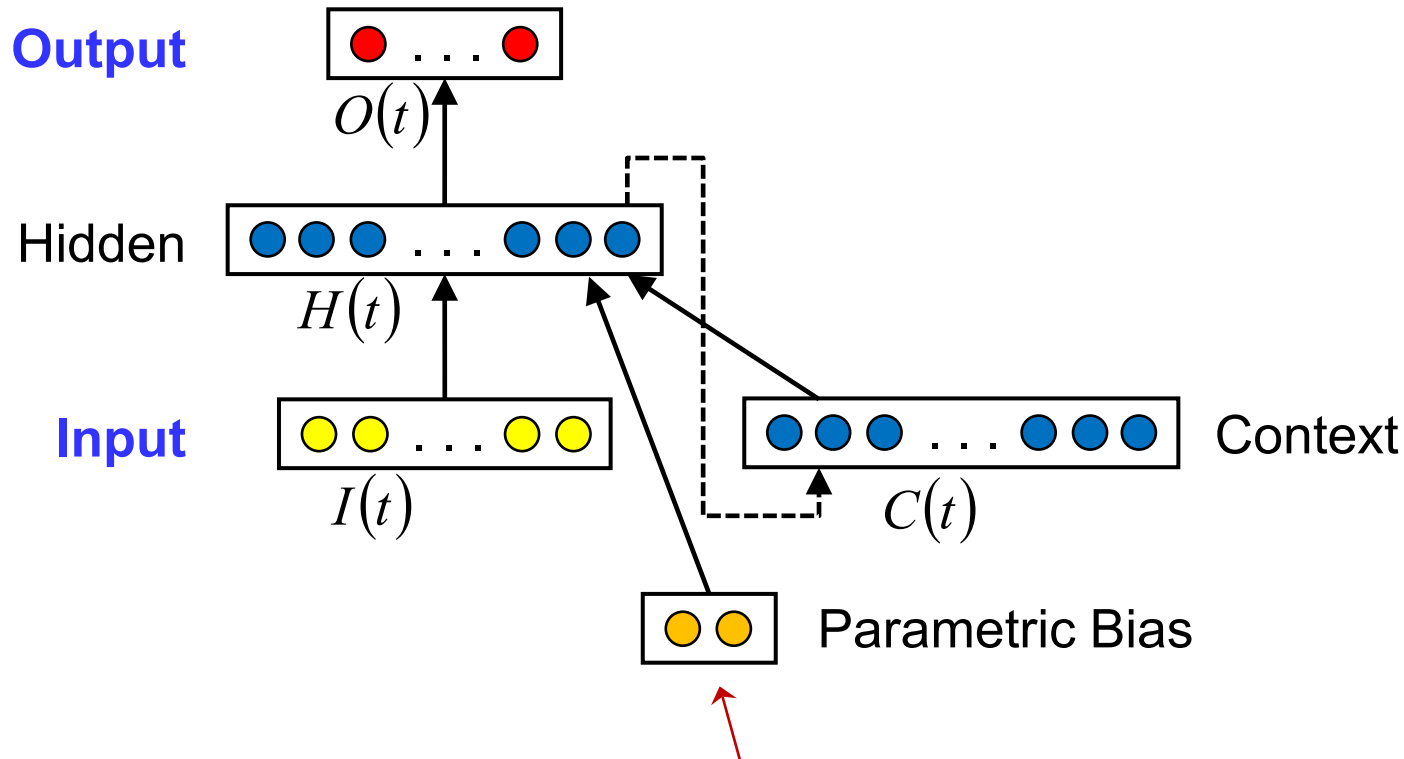 Output . . .
O(t)
Hidden . . .
H(t)
Input . . . . . . Context
I(t) C(t)
Parametric Bias